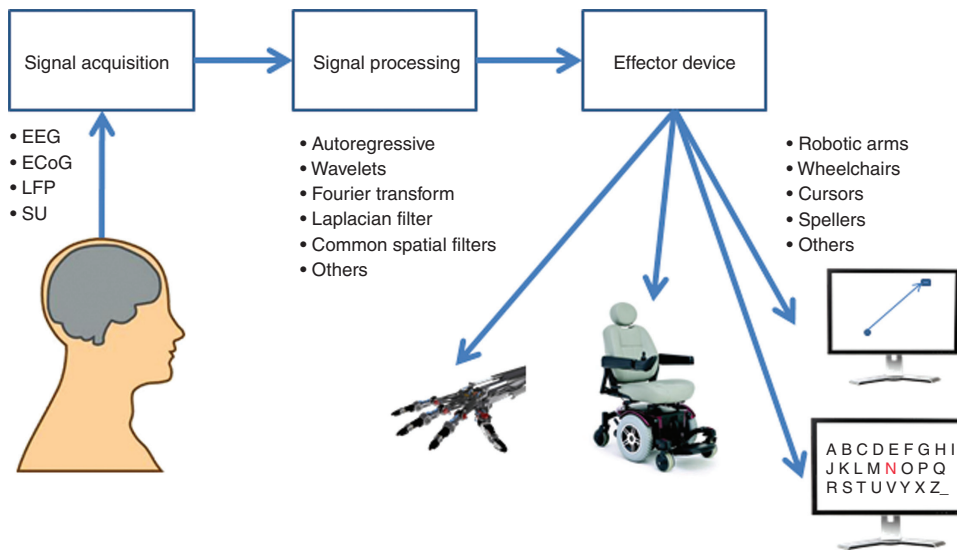 Signal acquisition
Signal processing
Effector device
• EEG
• ECoG
• LFP
• SU
• Autoregressive
• Wavelets
• Fourier transform
• Laplacian filter
• Common spatial filters
• Others
• Robotic arms
• Wheelchairs
• Cursors
• Spellers
• Others
A B C D E F G H I
J K L M N O P Q
R S T U V Y X Z _